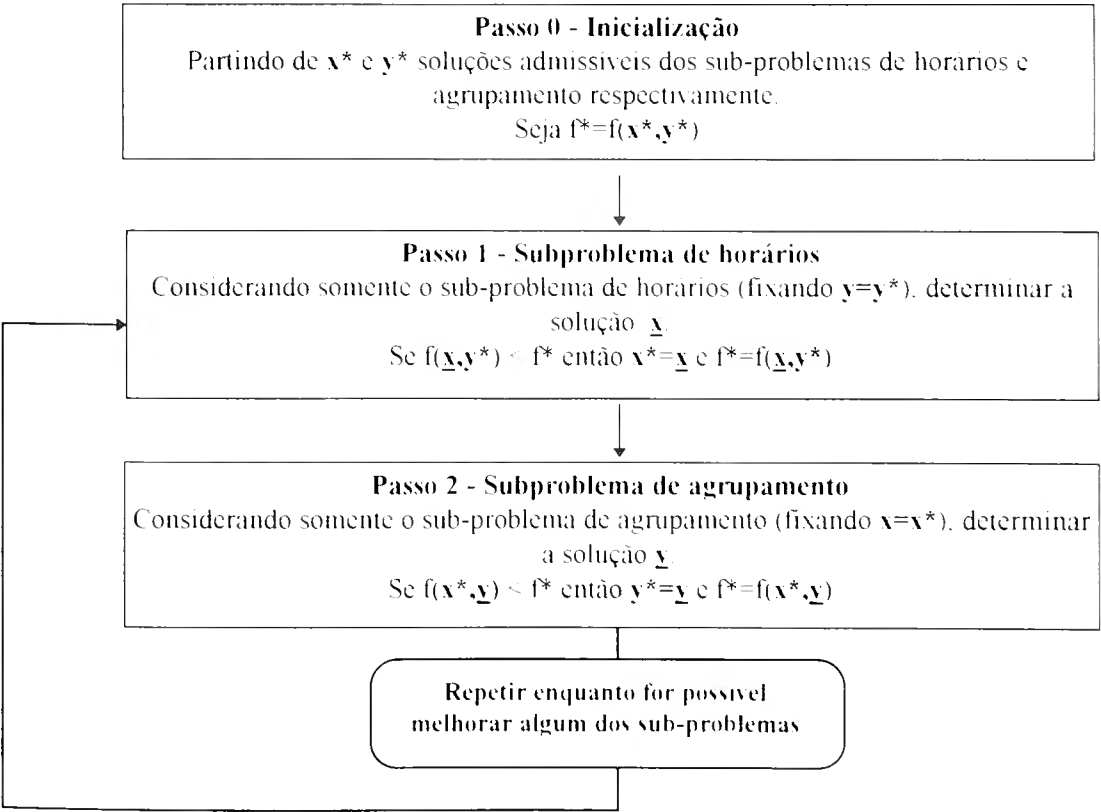 Passo 0 - Inicialização
Partindo de x* e y* soluções admissíveis dos sub-problemas de horários e
agrupamento respectivamente.
Seja f*=f(x*,y*)
Passo 1 - Subproblema de horários
Considerando somente o sub-problema de horários (fixando y=y*), determinar a
solução x.
Se f(x,y*) < f* então x*=x e f*=f(x,y*)
Passo 2 - Subproblema de agrupamento
Considerando somente o sub-problema de agrupamento (fixando x=x*), determinar
a solução y.
Se f(x*,y) < f* então y*=y e f*=f(x*,y)
Repetir enquanto for possível
melhorar algum dos sub-problemas